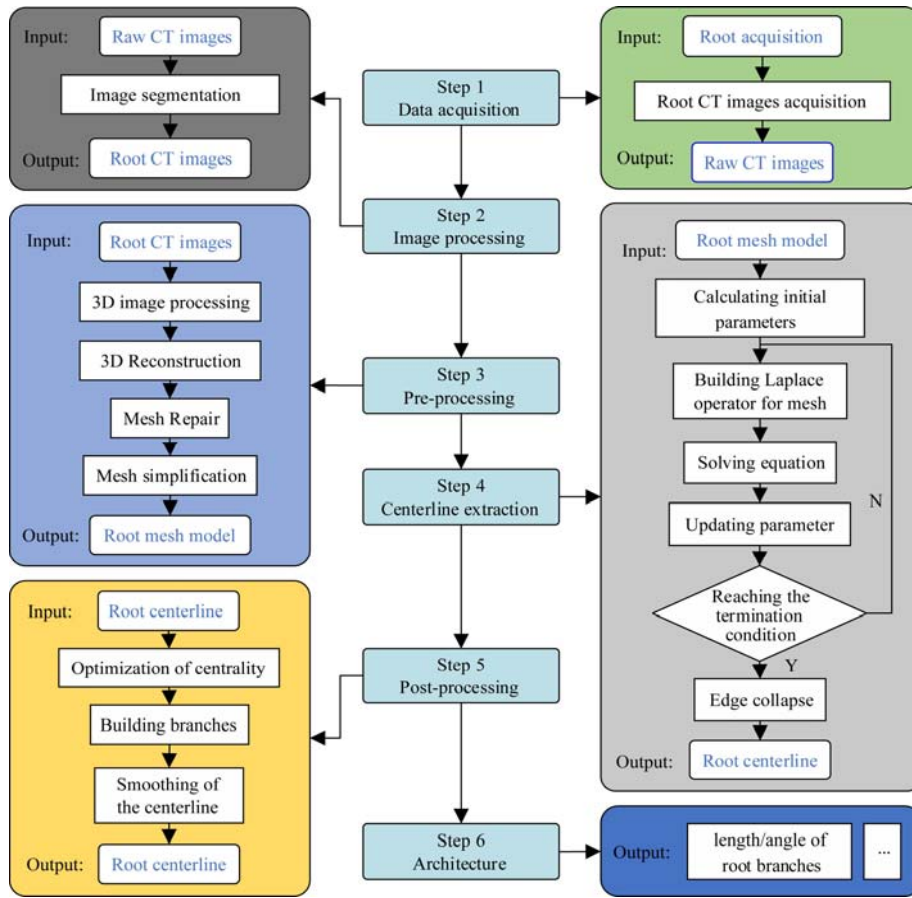 Input:
Raw CT images
Image segmentation
Output:
Root CT images
Step 1
Data acquisition
Input:
Root acquisition
Root CT images acquisition
Output:
Raw CT images
Step 2
Image processing
Input:
Root CT images
3D image processing
3D Reconstruction
Mesh Repair
Mesh simplification
Output:
Root mesh model
Step 3
Pre-processing
Step 4
Centerline extraction
Input:
Root mesh model
Calculating initial
parameters
Building Laplace
operator for mesh
Solving equation
N
Updating parameter
Reaching the
termination
condition
Y
Edge collapse
Output:
Root centerline
Input:
Root centerline
Optimization of centrality
Building branches
Smoothing of
the centerline
Output:
Root centerline
Step 5
Post-processing
Step 6
Architecture
Output:
length/angle of
root branches
...